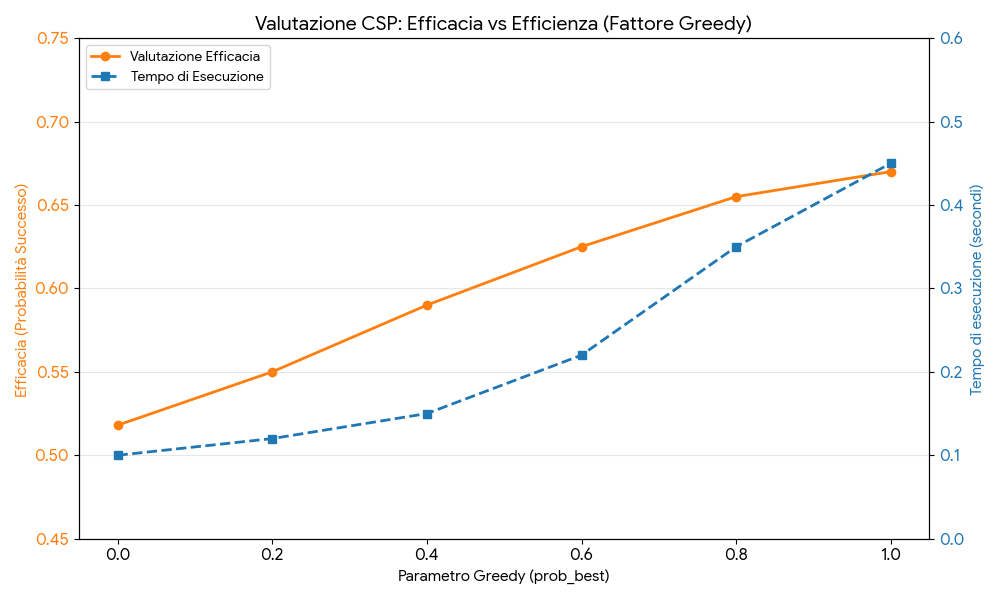 Valutazione CSP: Efficacia vs Efficienza (Fattore Greedy)
Valutazione Efficacia
Tempo di Esecuzione
Efficacia (Probabilità Successo)
0.75
0.70
0.65
0.60
0.55
0.50
0.45
0.6
0.5
0.4
0.3
0.2
0.1
0.0
Tempo di esecuzione (secondi)
0.0 0.2 0.4 0.6 0.8 1.0
Parametro Greedy (prob_best)